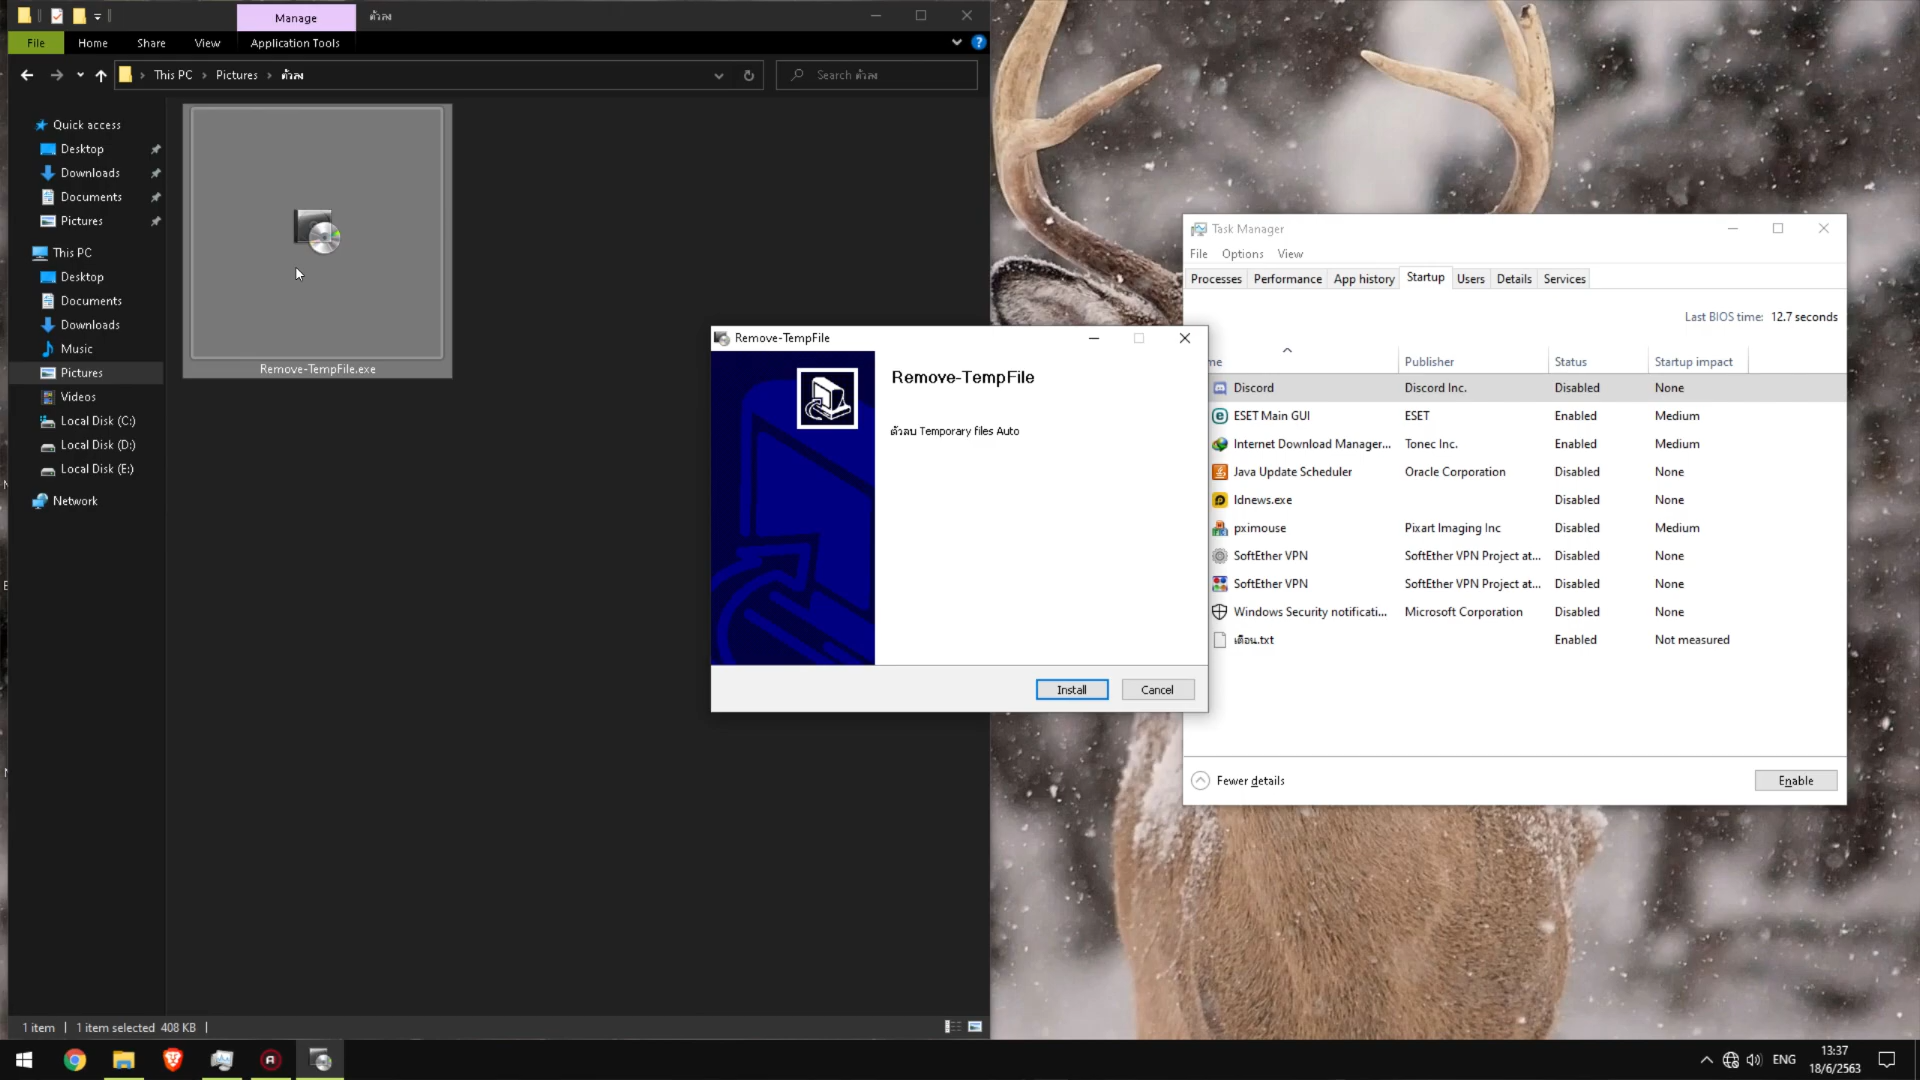 Manage
ตัวลง
File
Home
Share
View
Application Tools
This PC
Pictures
ตัวลง
Search ตัวลง
Quick access
Desktop
Downloads
Documents
Pictures
This PC
Desktop
Documents
Downloads
Music
Pictures
Videos
Local Disk (C:)
Local Disk (D:)
Local Disk (E:)
Network
Remove-TempFile.exe
1 item
1 item selected 408 KB
Remove-TempFile
Remove-TempFile
ตัวลบ Temporary files Auto
Install
Cancel
Task Manager
File Options View
Processes Performance App history Startup Users Details Services
Last BIOS time: 12.7 seconds
Publisher Status Startup impact
Discord Discord Inc. Disabled None
ESET Main GUI ESET Enabled Medium
Internet Download Manager... Tonec Inc. Enabled Medium
Java Update Scheduler Oracle Corporation Disabled None
ldnews.exe Disabled None
pximouse Pixart Imaging Inc Disabled Medium
SoftEther VPN SoftEther VPN Project at... Disabled None
SoftEther VPN SoftEther VPN Project at... Disabled None
Windows Security notificati... Microsoft Corporation Disabled None
เตือน.txt Enabled Not measured
Fewer details
Enable
ENG
13:37
18/6/2563